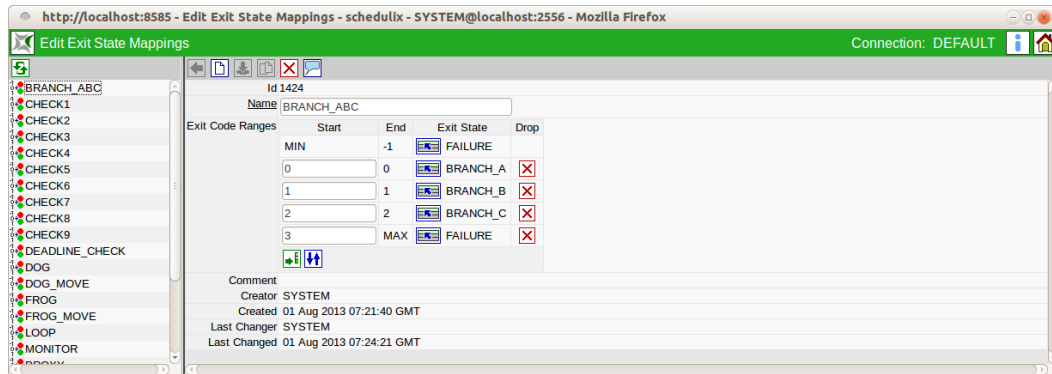 http://localhost:8585 - Edit Exit State Mappings - schedulix - SYSTEM@localhost:2556 - Mozilla Firefox
Edit Exit State Mappings Connection: DEFAULT
BRANCH_ABC
CHECK1
CHECK2
CHECK3
CHECK4
CHECK5
CHECK6
CHECK7
CHECK8
CHECK9
DEADLINE_CHECK
DOG
DOG_MOVE
FROG
FROG_MOVE
LOOP
MONITOR
Id 1424
Name BRANCH_ABC
Exit Code Ranges Start End Exit State Drop
MIN -1 FAILURE
0 0 BRANCH_A
1 1 BRANCH_B
2 2 BRANCH_C
3 MAX FAILURE
Comment
Creator SYSTEM
Created 01 Aug 2013 07:21:40 GMT
Last Changer SYSTEM
Last Changed 01 Aug 2013 07:24:21 GMT